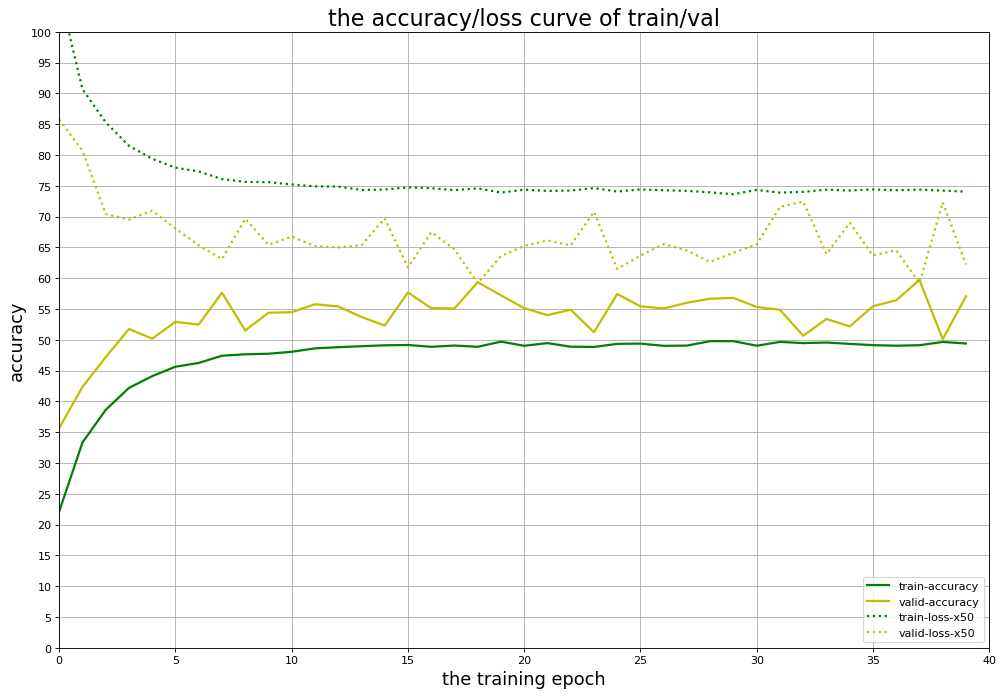 the accuracy/loss curve of train/val
100
95
90
85
80
75
70
65
60
55
50
45
40
35
30
25
20
15
10
5
0
accuracy
0 5 10 15 20 25 30 35 40
the training epoch
train-accuracy
valid-accuracy
train-loss-x50
valid-loss-x50